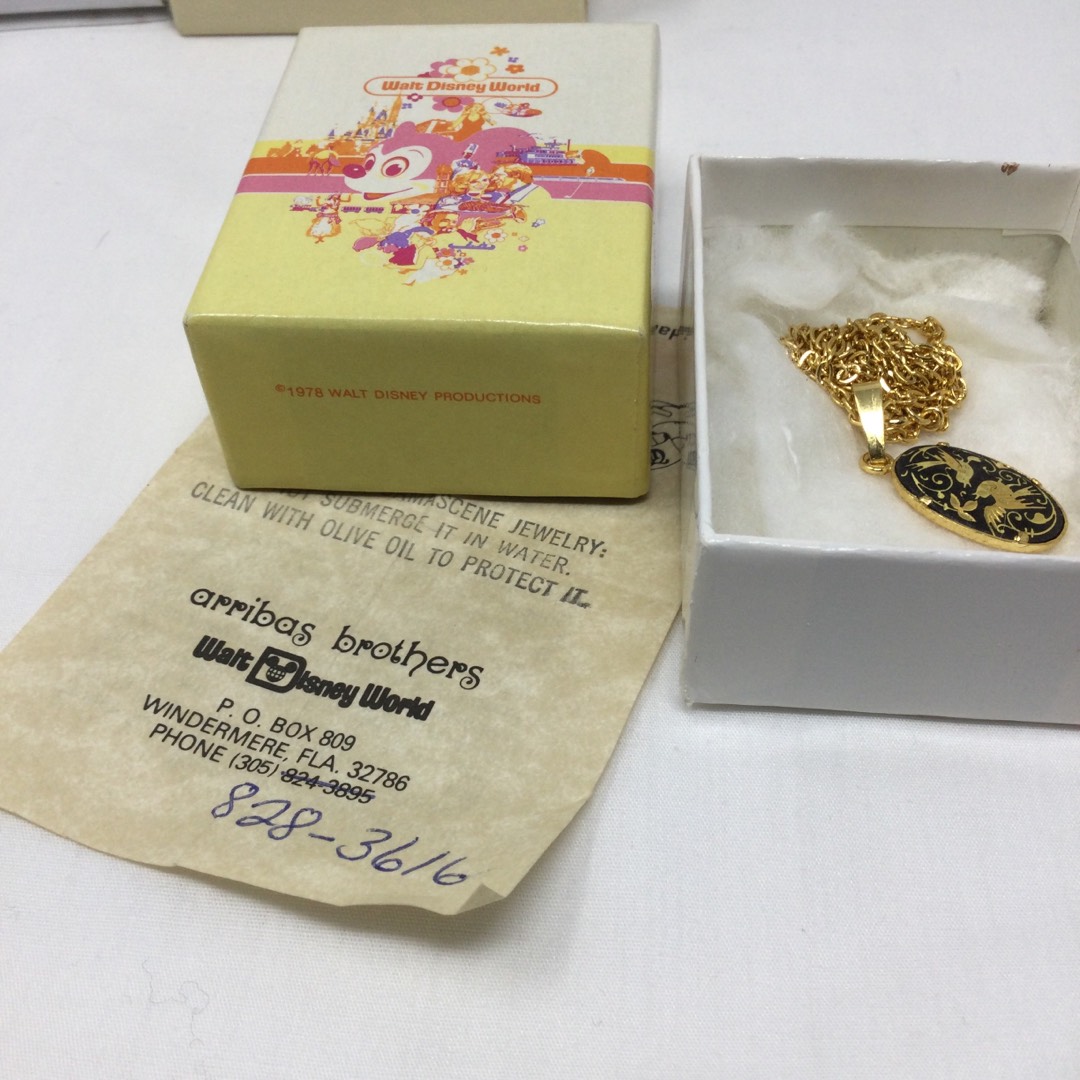 Walt Disney World
©1978 WALT DISNEY PRODUCTIONS
JEWELRY:
SUBMERGE IT IN WATER.
CLEAN WITH OLIVE OIL TO PROTECT IT.
arribas brothers
Walt Disney World
P. O. BOX 809
WINDERMERE, FLA. 32786
PHONE (305) 824-3895
828-3616